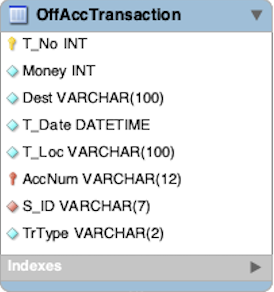 OffAccTransaction
T_No INT
Money INT
Dest VARCHAR(100)
T_Date DATETIME
T_Loc VARCHAR(100)
AccNum VARCHAR(12)
S_ID VARCHAR(7)
TrType VARCHAR(2)
Indexes